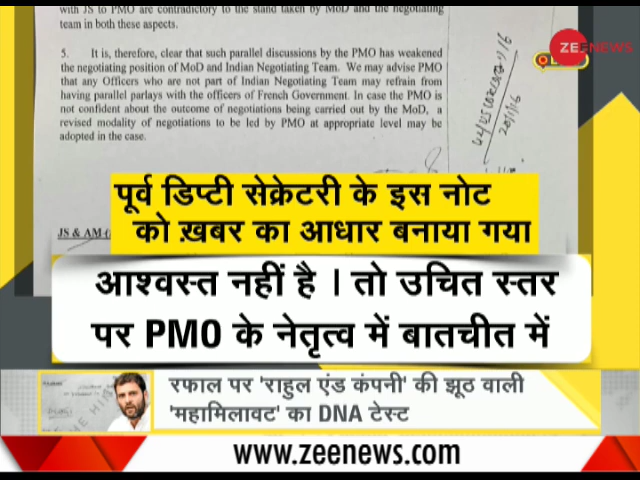 with JS to PMO are contradictory to the stand taken by MoD and the negotiating
team in both these aspects.
5. It is, therefore, clear that such parallel discussions by the PMO has weakened
the negotiating position of MoD and Indian Negotiating Team. We may advise PMO
that any Officers who are not part of Indian Negotiating Team may refrain from
having parallel parlays with the officers of French Government. In case the PMO is
not confident about the outcome of negotiations being carried out by the MoD, a
revised modality of negotiations to be led by PMO at appropriate level may be
adopted in the case.
ZEE NEWS
JS & AM
पूर्व डिप्टी सेक्रेटरी के इस नोट
को ख़बर का आधार बनाया गया
आश्वस्त नहीं है । तो उचित स्तर
पर PMO के नेतृत्व में बातचीत में
रफाल पर 'राहुल एंड कंपनी' की झूठ वाली
'महामिलावट' का DNA टेस्ट
www.zeenews.com